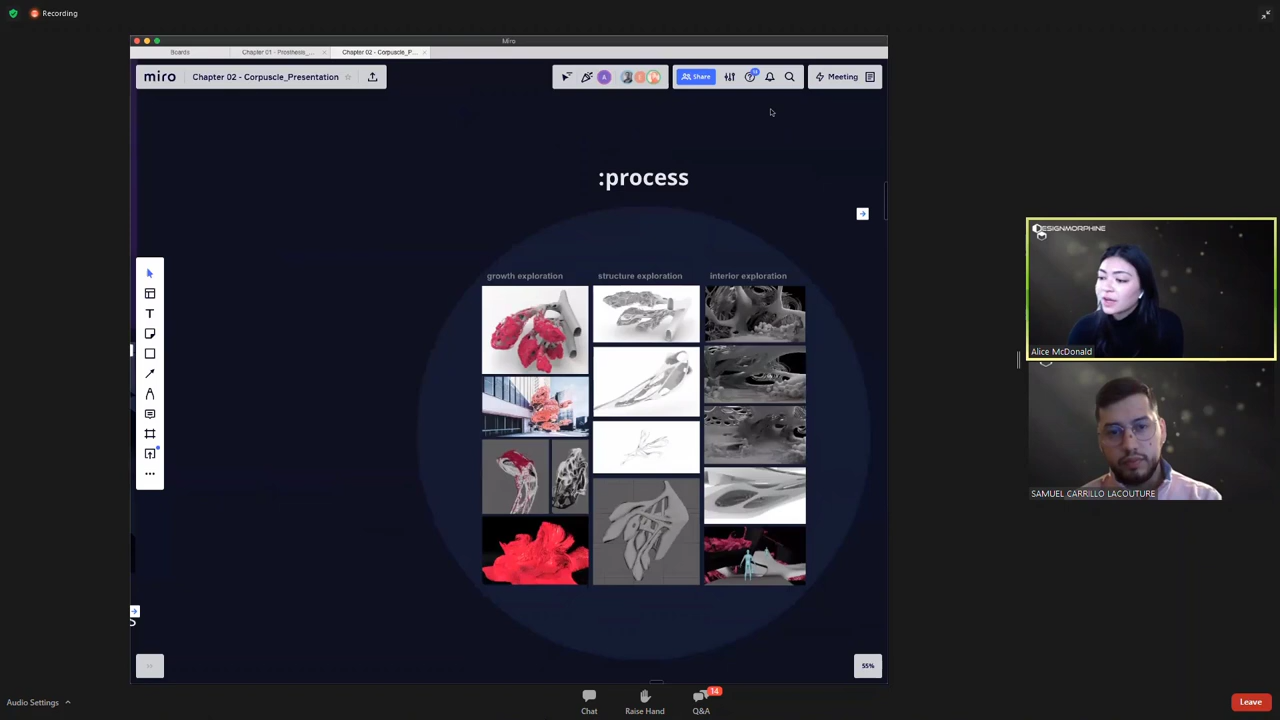 Recording
Miro
ticards
Chapter 01 - Prosthesis_...
Chapter 02 - Corpuscle_P...
miro
Chapter 02 - Corpuscle_Presentation
A
Share
Meeting
:process
growth exploration
structure exploration
interior exploration
T
55%
DESIGNMORPHINE
Alice McDonald
SAMUEL CARRILLO LACOUTURE
Audio Settings
Chat
Raise Hand
14
Q&A
Leave